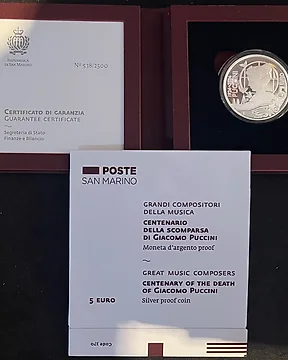 Repubblica
di San Marino
N° 538/2500
Certificato di garanzia
Guarantee certificate
Segreteria di Stato
Finanze e Bilancio
POSTE
SAN MARINO
Grandi compositori
della musica
Centenario
della scomparsa
di Giacomo Puccini
Moneta d'argento proof
~
Great music composers
Centenary of the death
of Giacomo Puccini
5 EURO
Silver proof coin
Code 370